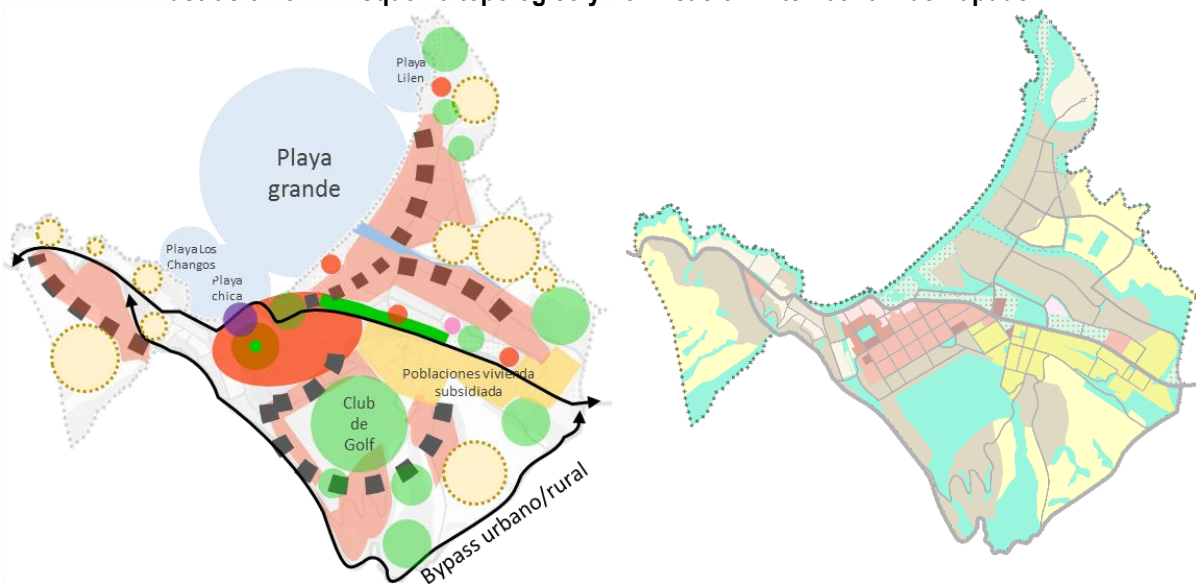 Playa
Lilen
Playa
grande
Playa Los
Changos
Playa
chica
Poblaciones vivienda
subsidiada
Club
de
Golf
Bypass urbano/rural